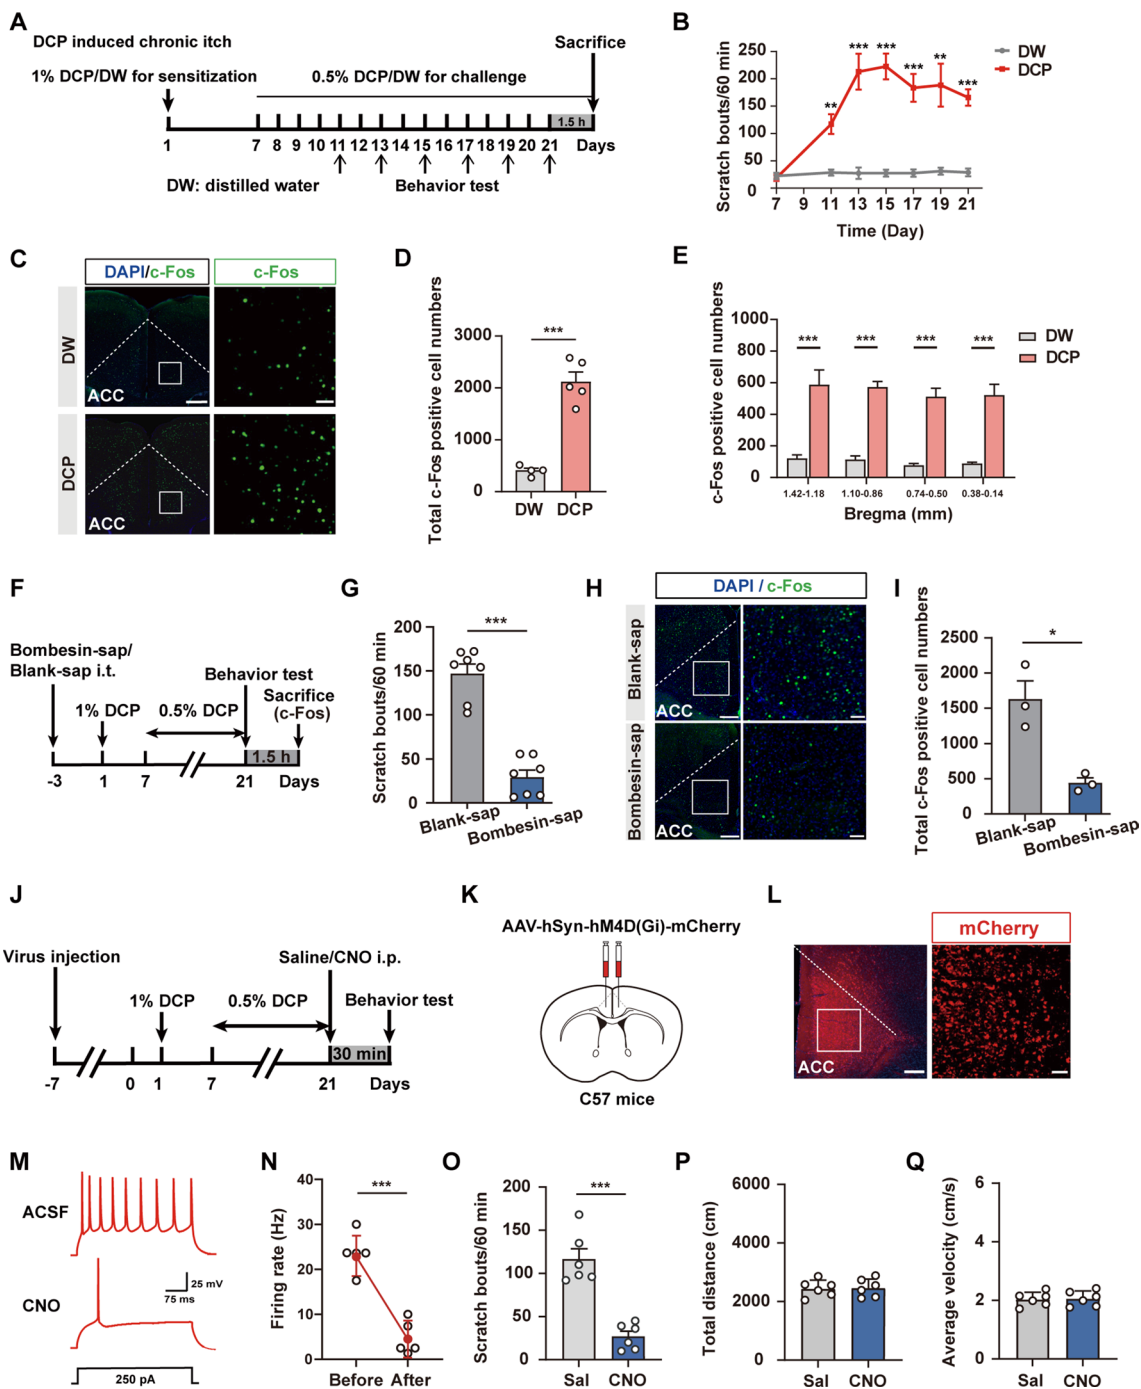 A
DCP induced chronic itch
Sacrifice
1% DCP/DW for sensitization
0.5% DCP/DW for challenge
1.5 h
1 7 8 9 10 11 12 13 14 15 16 17 18 19 20 21 Days
DW: distilled water
Behavior test
B
Scratch bouts/60 min
250
200
150
100
50
0
** *** *** *** ** ***
DW
DCP
7 9 11 13 15 17 19 21
Time (Day)
C
DAPI/c-Fos
c-Fos
DW
ACC
DCP
ACC
D
Total c-Fos positive cell numbers
3000
2000
1000
0
***
DW DCP
E
c-Fos positive cell numbers
1000
800
600
400
200
0
*** *** *** ***
DW
DCP
1.42-1.18 1.10-0.86 0.74-0.50 0.38-0.14
Bregma (mm)
F
Bombesin-sap/
Blank-sap i.t.
Behavior test
Sacrifice
(c-Fos)
1% DCP
0.5% DCP
1.5 h
-3 1 7 21 Days
G
Scratch bouts/60 min
200
150
100
50
0
***
Blank-sap
Bombesin-sap
H
DAPI / c-Fos
Blank-sap
ACC
Bombesin-sap
ACC
I
Total c-Fos positive cell numbers
2500
2000
1500
1000
500
0
*
Blank-sap
Bombesin-sap
J
Virus injection
Saline/CNO i.p.
1% DCP
0.5% DCP
Behavior test
30 min
-7 0 1 7 21 Days
K
AAV-hSyn-hM4D(Gi)-mCherry
C57 mice
L
mCherry
ACC
M
ACSF
CNO
25 mV
75 ms
250 pA
N
Firing rate (Hz)
40
30
20
10
0
***
Before After
O
Scratch bouts/60 min
200
150
100
50
0
***
Sal CNO
P
Total distance (cm)
6000
4000
2000
0
Sal CNO
Q
Average velocity (cm/s)
6
4
2
0
Sal CNO